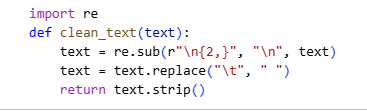 import re
def clean_text(text):
    text = re.sub(r"\n{2,}", "\n", text)
    text = text.replace("\t", " ")
    return text.strip()